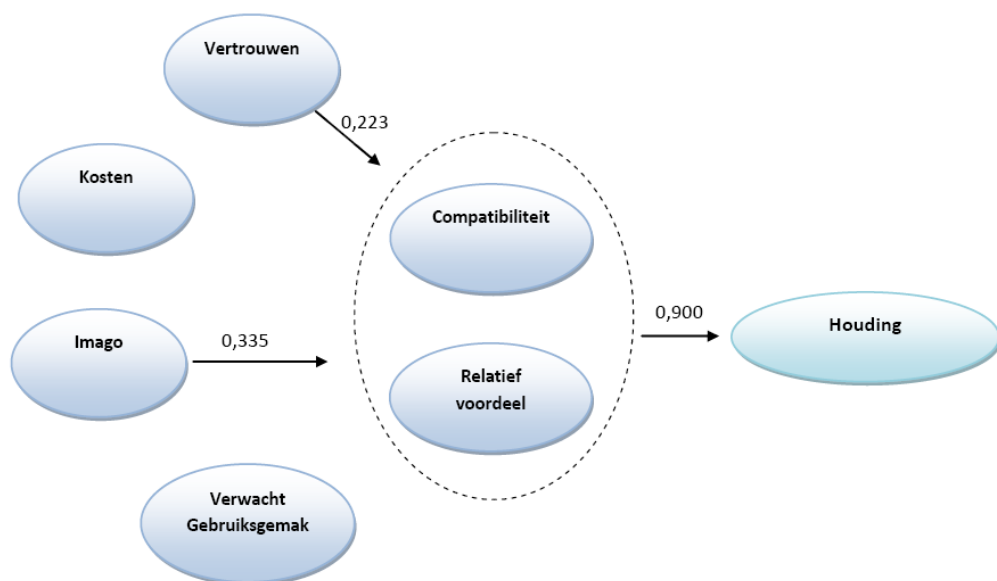 Vertrouwen
0,223
Kosten
Compatibiliteit
Imago
0,335
0,900
Houding
Relatief
voordeel
Verwacht
Gebruiksgemak